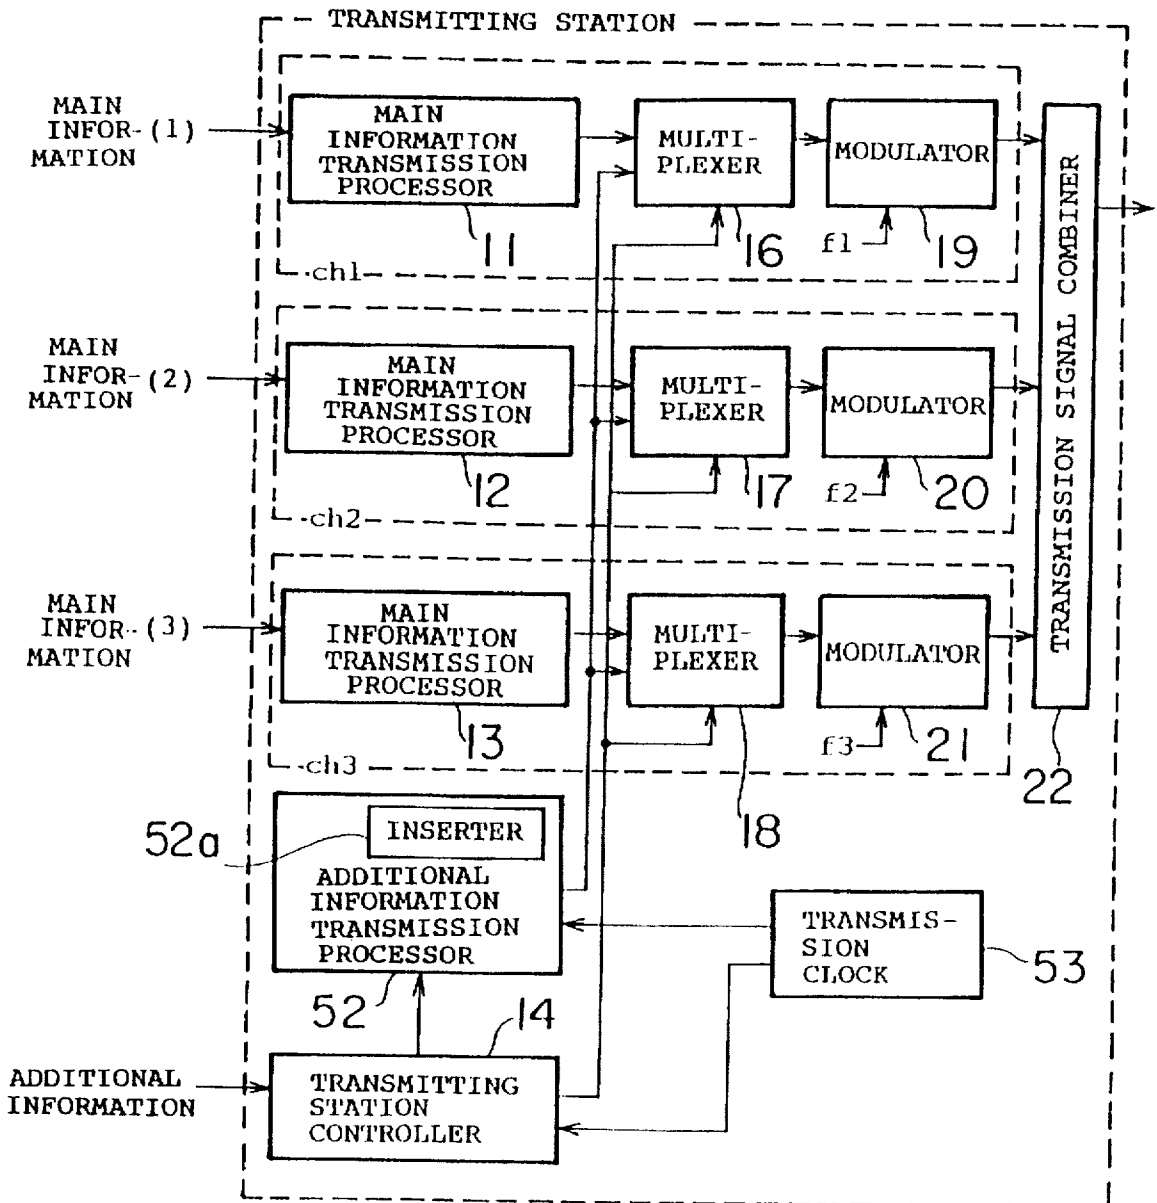 TRANSMITTING STATION
MAIN
INFOR-(1)
MATION
MAIN
INFORMATION
TRANSMISSION
PROCESSOR
11
MULTI-
PLEXER
16
MODULATOR
f1
19
ch1
MAIN
INFOR-(2)
MATION
MAIN
INFORMATION
TRANSMISSION
PROCESSOR
12
MULTI-
PLEXER
17
MODULATOR
f2
20
ch2
MAIN
INFOR-(3)
MATION
MAIN
INFORMATION
TRANSMISSION
PROCESSOR
13
MULTI-
PLEXER
18
MODULATOR
f3
21
ch3
TRANSMISSION SIGNAL COMBINER
22
52a
INSERTER
ADDITIONAL
INFORMATION
TRANSMISSION
PROCESSOR
52
TRANSMIS-
SION
CLOCK
53
14
ADDITIONAL
INFORMATION
TRANSMITTING
STATION
CONTROLLER